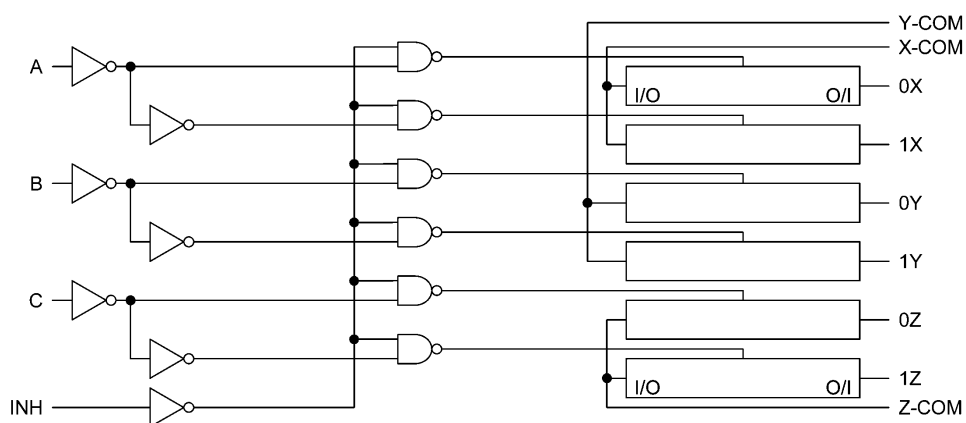 Y-COM
X-COM
A
0X
I/O O/I
1X
B
0Y
1Y
C
0Z
1Z
I/O O/I
INH
Z-COM